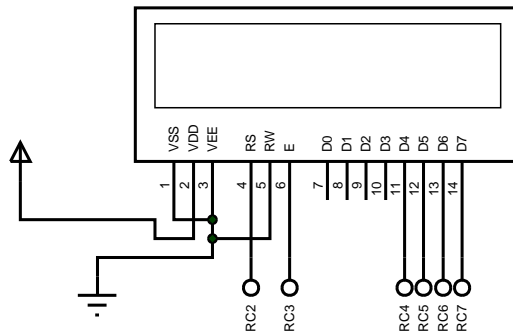 VSS VDD VEE RS RW E D0 D1 D2 D3 D4 D5 D6 D7
1 2 3 4 5 6 7 8 9 10 11 12 13 14
RC2 RC3 RC4 RC5 RC6 RC7